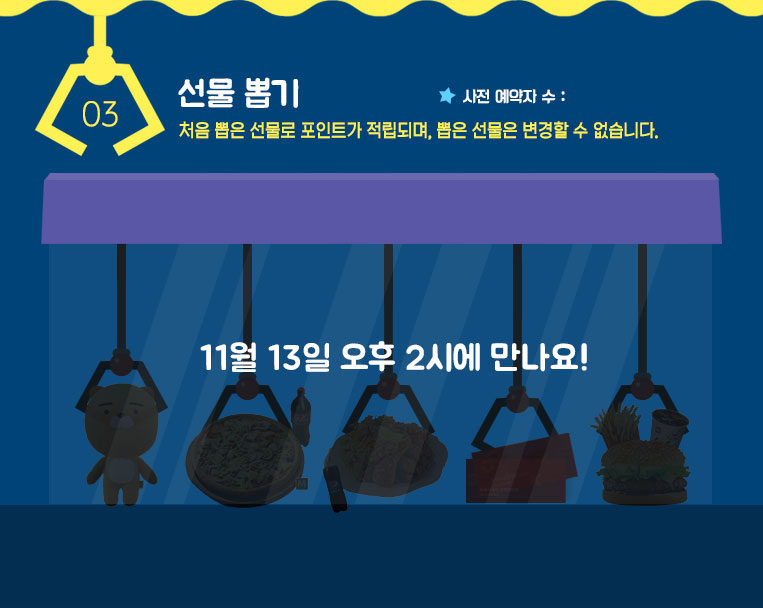 03
선물 뽑기
★ 사전 예약자 수 :
처음 뽑은 선물로 포인트가 적립되며, 뽑은 선물은 변경할 수 없습니다.
11월 13일 오후 2시에 만나요!